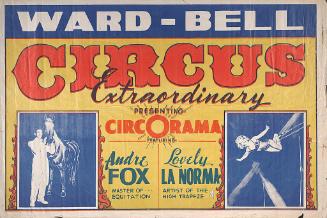 WARD - BELL
CIRCUS
Extraordinary
PRESENTING
CIRCORAMA
FEATURING
Andre
FOX
MASTER OF
EQUITATION
Lovely
LA NORMA
ARTIST OF THE
HIGH TRAPEZE